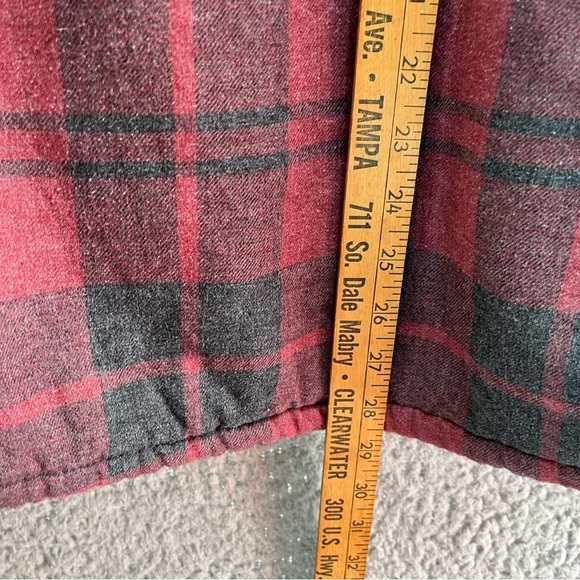 Ave. • TAMPA 711 So. Dale Mabry • CLEARWATER 300 U.S. Hwy.
22 23 24 25 26 27 28 29 30 31 32